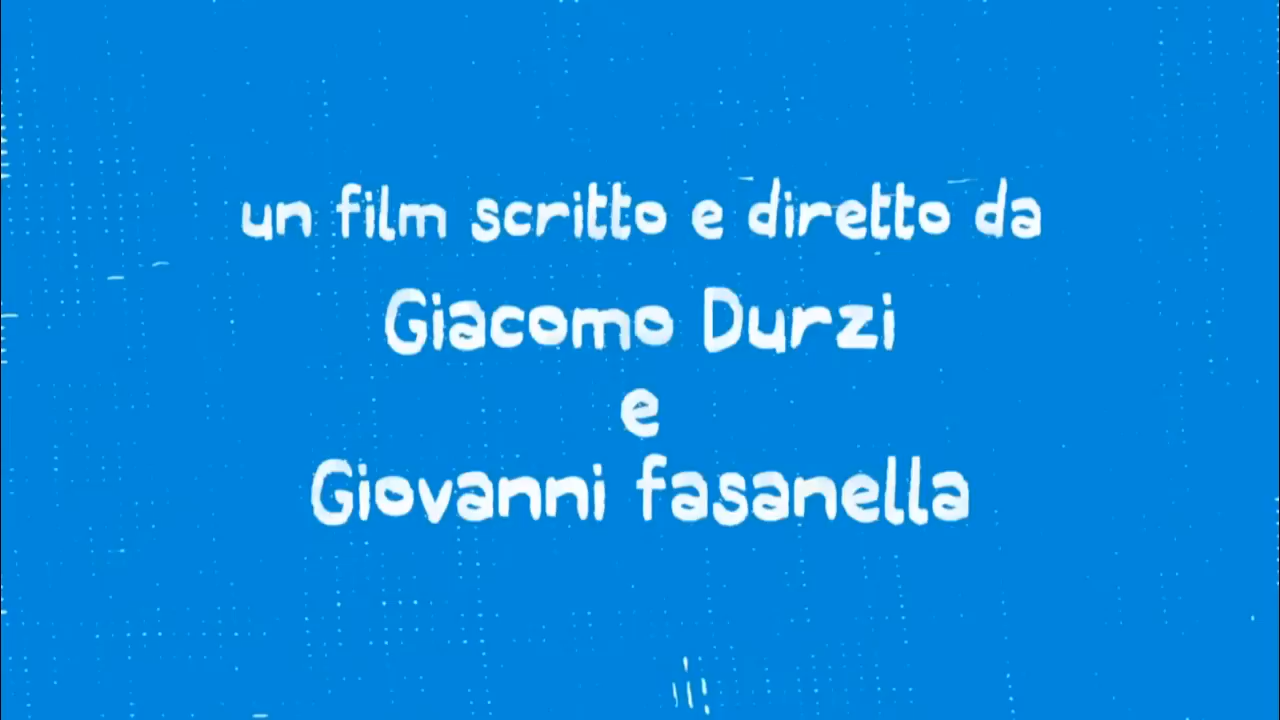 un film scritto e diretto da
Giacomo Durzi
e
Giovanni fasanella